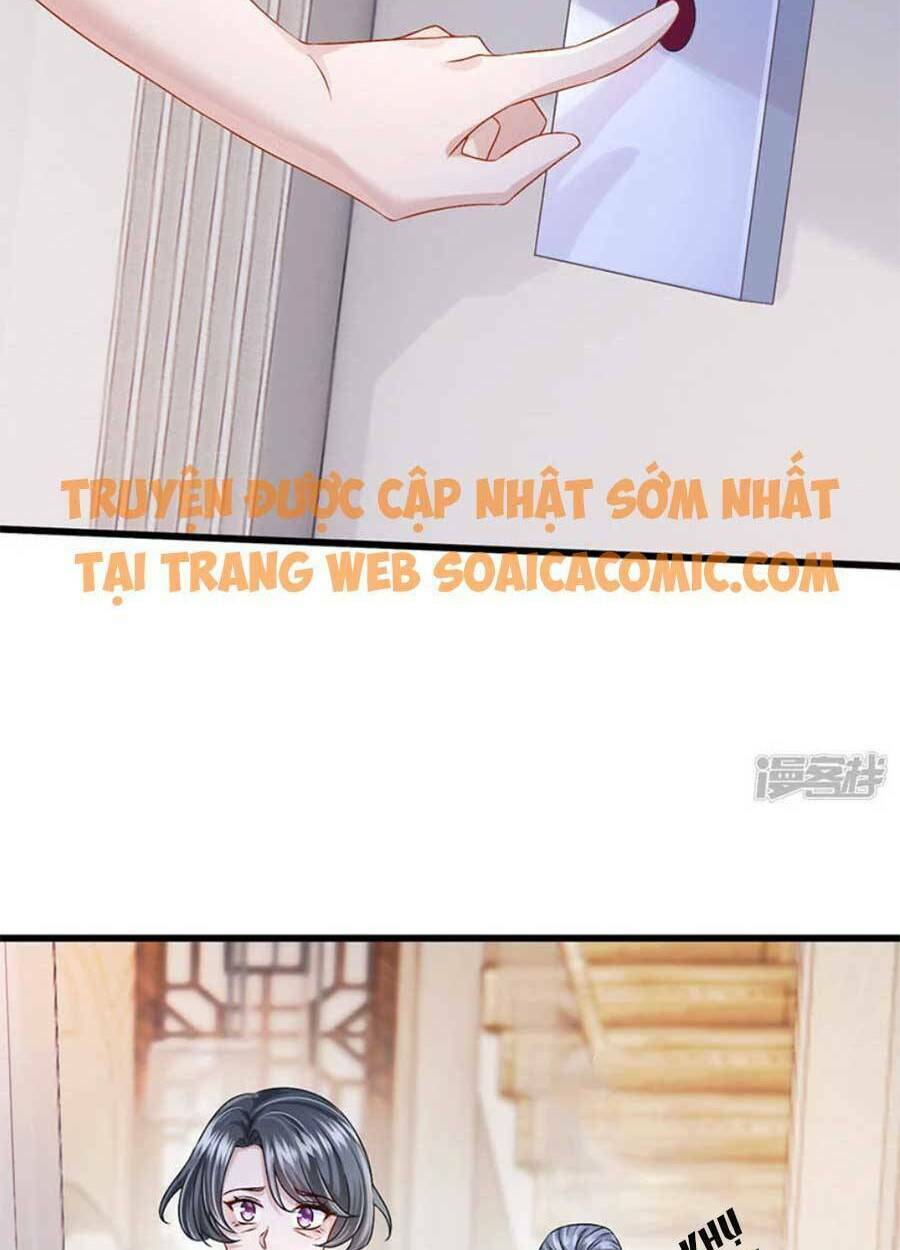 TRUYỆN ĐƯỢC CẬP NHẬT SỚM NHẤT
TẠI TRANG WEB SOAICACOMIC.COM
漫客栈
KHỤ